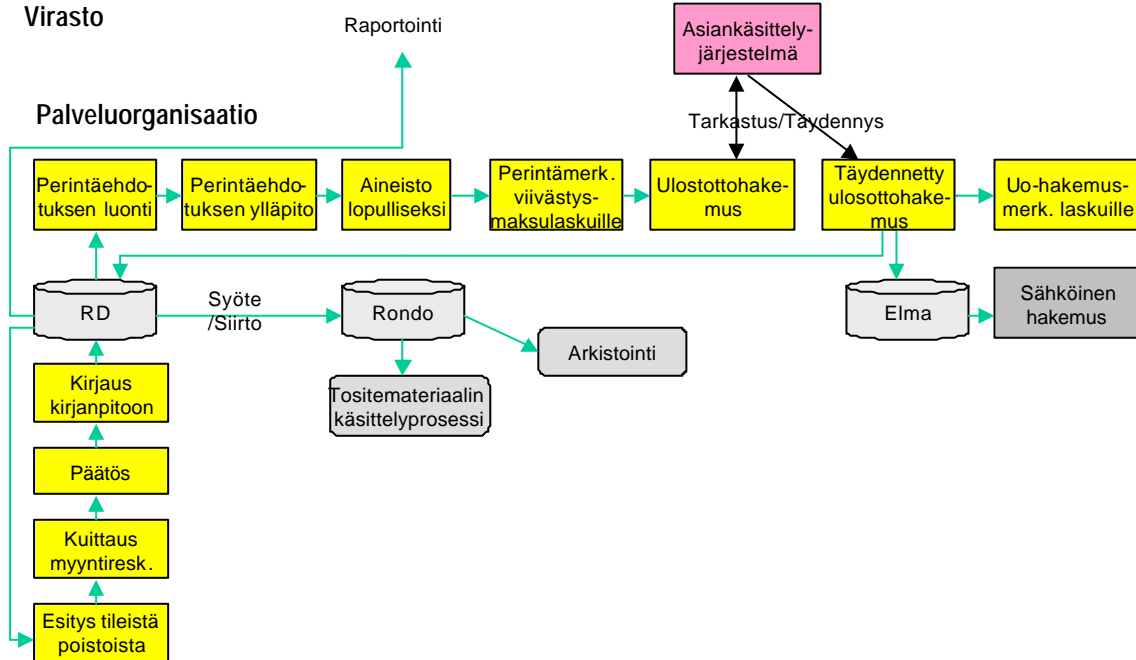 Virasto
Raportointi
Asiankäsittely-
järjestelmä
Palveluorganisaatio
Tarkastus/Täydennys
Perintäehdo-
tuksen luonti
Perintäehdo-
tuksen ylläpito
Aineisto
lopulliseksi
Perintämerk.
viivästys-
maksulaskuille
Ulostottohake-
mus
Täydennetty
ulosottohake-
mus
Uo-hakemus-
merk. laskuille
RD
Syöte
/Siirto
Rondo
Elma
Sähköinen
hakemus
Arkistointi
Kirjaus
kirjanpitoon
Tositemateriaalin
käsittelyprosessi
Päätös
Kuittaus
myyntiresk.
Esitys tileistä
poistoista